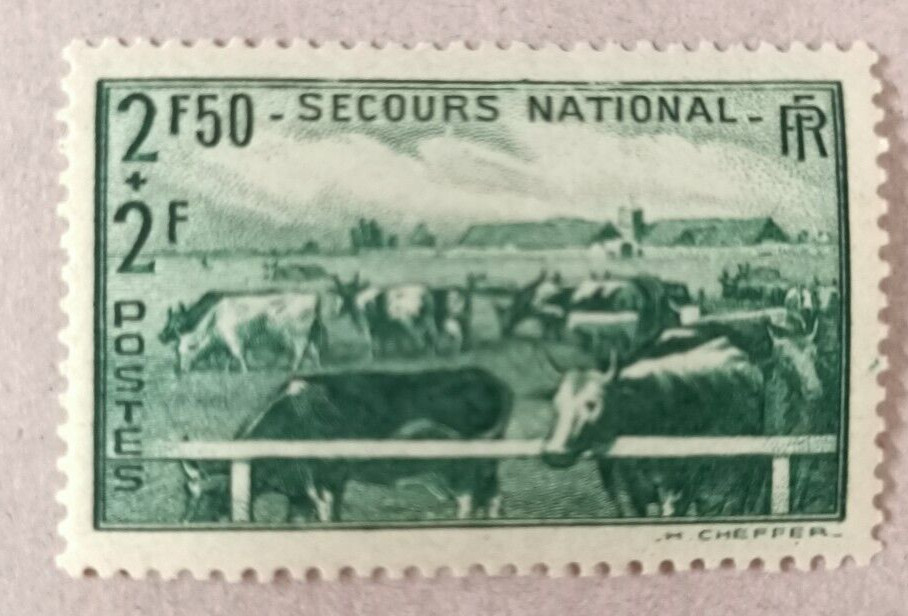 2F50 - SECOURS NATIONAL - RF
+
2F
POSTES
H. CHEFFER